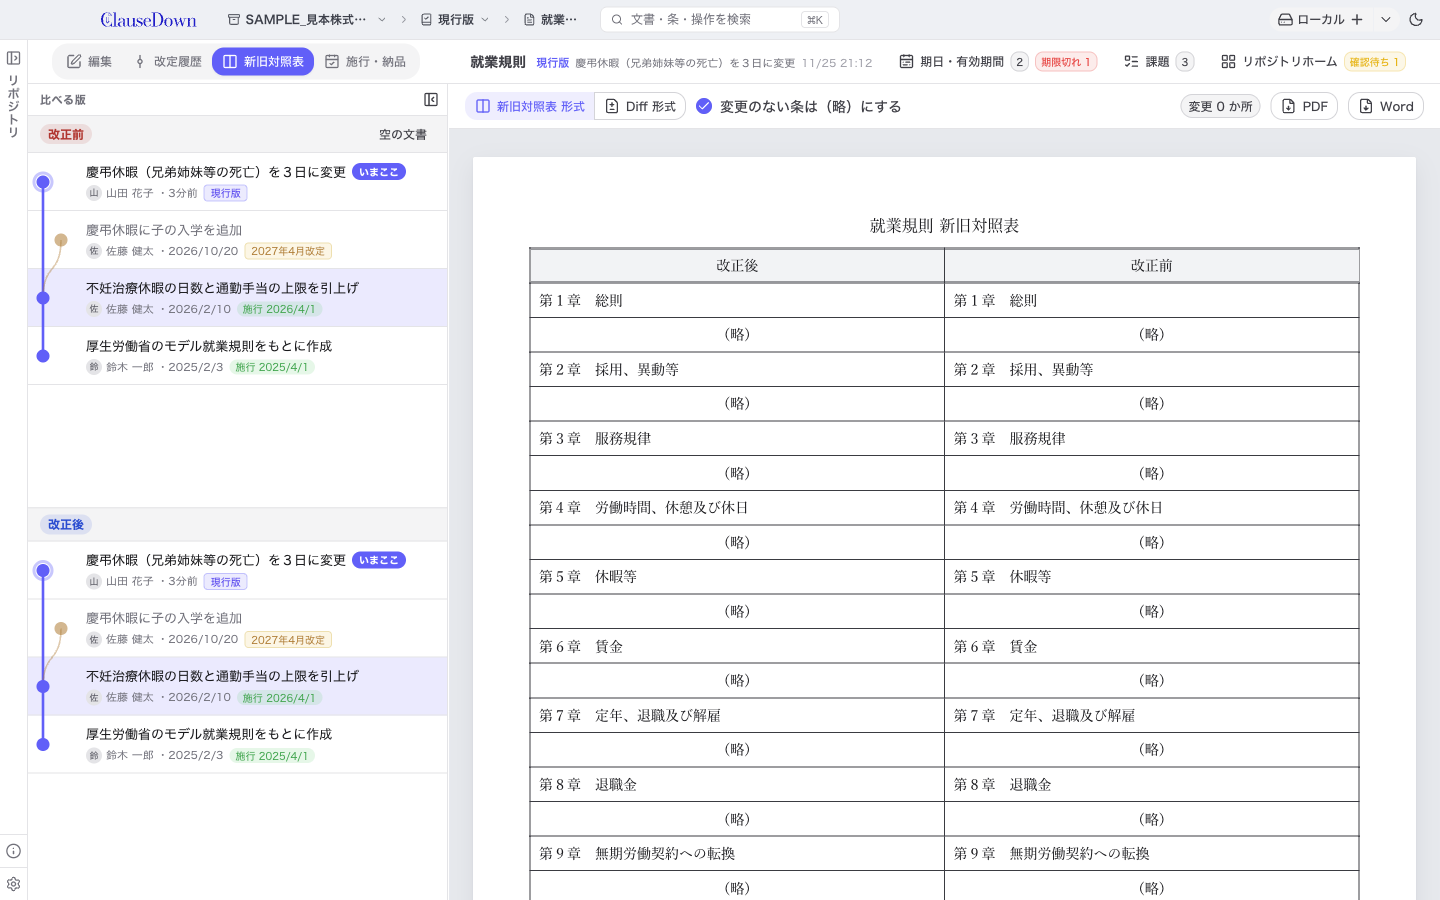 ClauseDown
SAMPLE_見本株式…
現行版
就業…
文書・条・操作を検索
⌘K
ローカル
リポジトリ
編集
改定履歴
新旧対照表
施行・納品
就業規則
現行版
慶弔休暇（兄弟姉妹等の死亡）を３日に変更
11/25 21:12
期日・有効期間
2
期限切れ 1
課題
3
リポジトリホーム
確認待ち 1
比べる版
改正前
空の文書
慶弔休暇（兄弟姉妹等の死亡）を３日に変更
いまここ
山 山田 花子 ・3分前
現行版
慶弔休暇に子の入学を追加
佐 佐藤 健太 ・2026/10/20
2027年4月改定
不妊治療休暇の日数と通勤手当の上限を引上げ
佐 佐藤 健太 ・2026/2/10
施行 2026/4/1
厚生労働省のモデル就業規則をもとに作成
鈴 鈴木 一郎 ・2025/2/3
施行 2025/4/1
改正後
慶弔休暇（兄弟姉妹等の死亡）を３日に変更
いまここ
山 山田 花子 ・3分前
現行版
慶弔休暇に子の入学を追加
佐 佐藤 健太 ・2026/10/20
2027年4月改定
不妊治療休暇の日数と通勤手当の上限を引上げ
佐 佐藤 健太 ・2026/2/10
施行 2026/4/1
厚生労働省のモデル就業規則をもとに作成
鈴 鈴木 一郎 ・2025/2/3
施行 2025/4/1
新旧対照表 形式
Diff 形式
変更のない条は（略）にする
変更 0 か所
PDF
Word
就業規則 新旧対照表
改正後 改正前
第１章　総則 第１章　総則
（略） （略）
第２章　採用、異動等 第２章　採用、異動等
（略） （略）
第３章　服務規律 第３章　服務規律
（略） （略）
第４章　労働時間、休憩及び休日 第４章　労働時間、休憩及び休日
（略） （略）
第５章　休暇等 第５章　休暇等
（略） （略）
第６章　賃金 第６章　賃金
（略） （略）
第７章　定年、退職及び解雇 第７章　定年、退職及び解雇
（略） （略）
第８章　退職金 第８章　退職金
（略） （略）
第９章　無期労働契約への転換 第９章　無期労働契約への転換
（略） （略）